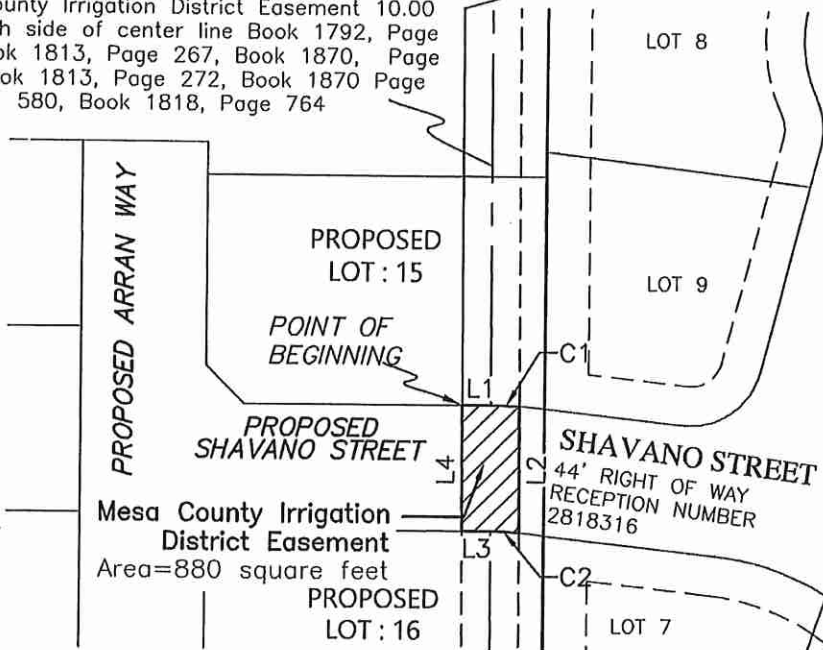 County Irrigation District Easement 10.00
side of center line Book 1792, Page
1813, Page 267, Book 1870, Page
1813, Page 272, Book 1870 Page
580, Book 1818, Page 764
LOT 8
PROPOSED ARRAN WAY
PROPOSED
LOT : 15
LOT 9
POINT OF
BEGINNING
C1
L1
PROPOSED
SHAVANO STREET
L4
L2
SHAVANO STREET
44' RIGHT OF WAY
RECEPTION NUMBER
2818316
Mesa County Irrigation
District Easement
Area=880 square feet
L3
C2
PROPOSED
LOT : 16
LOT 7